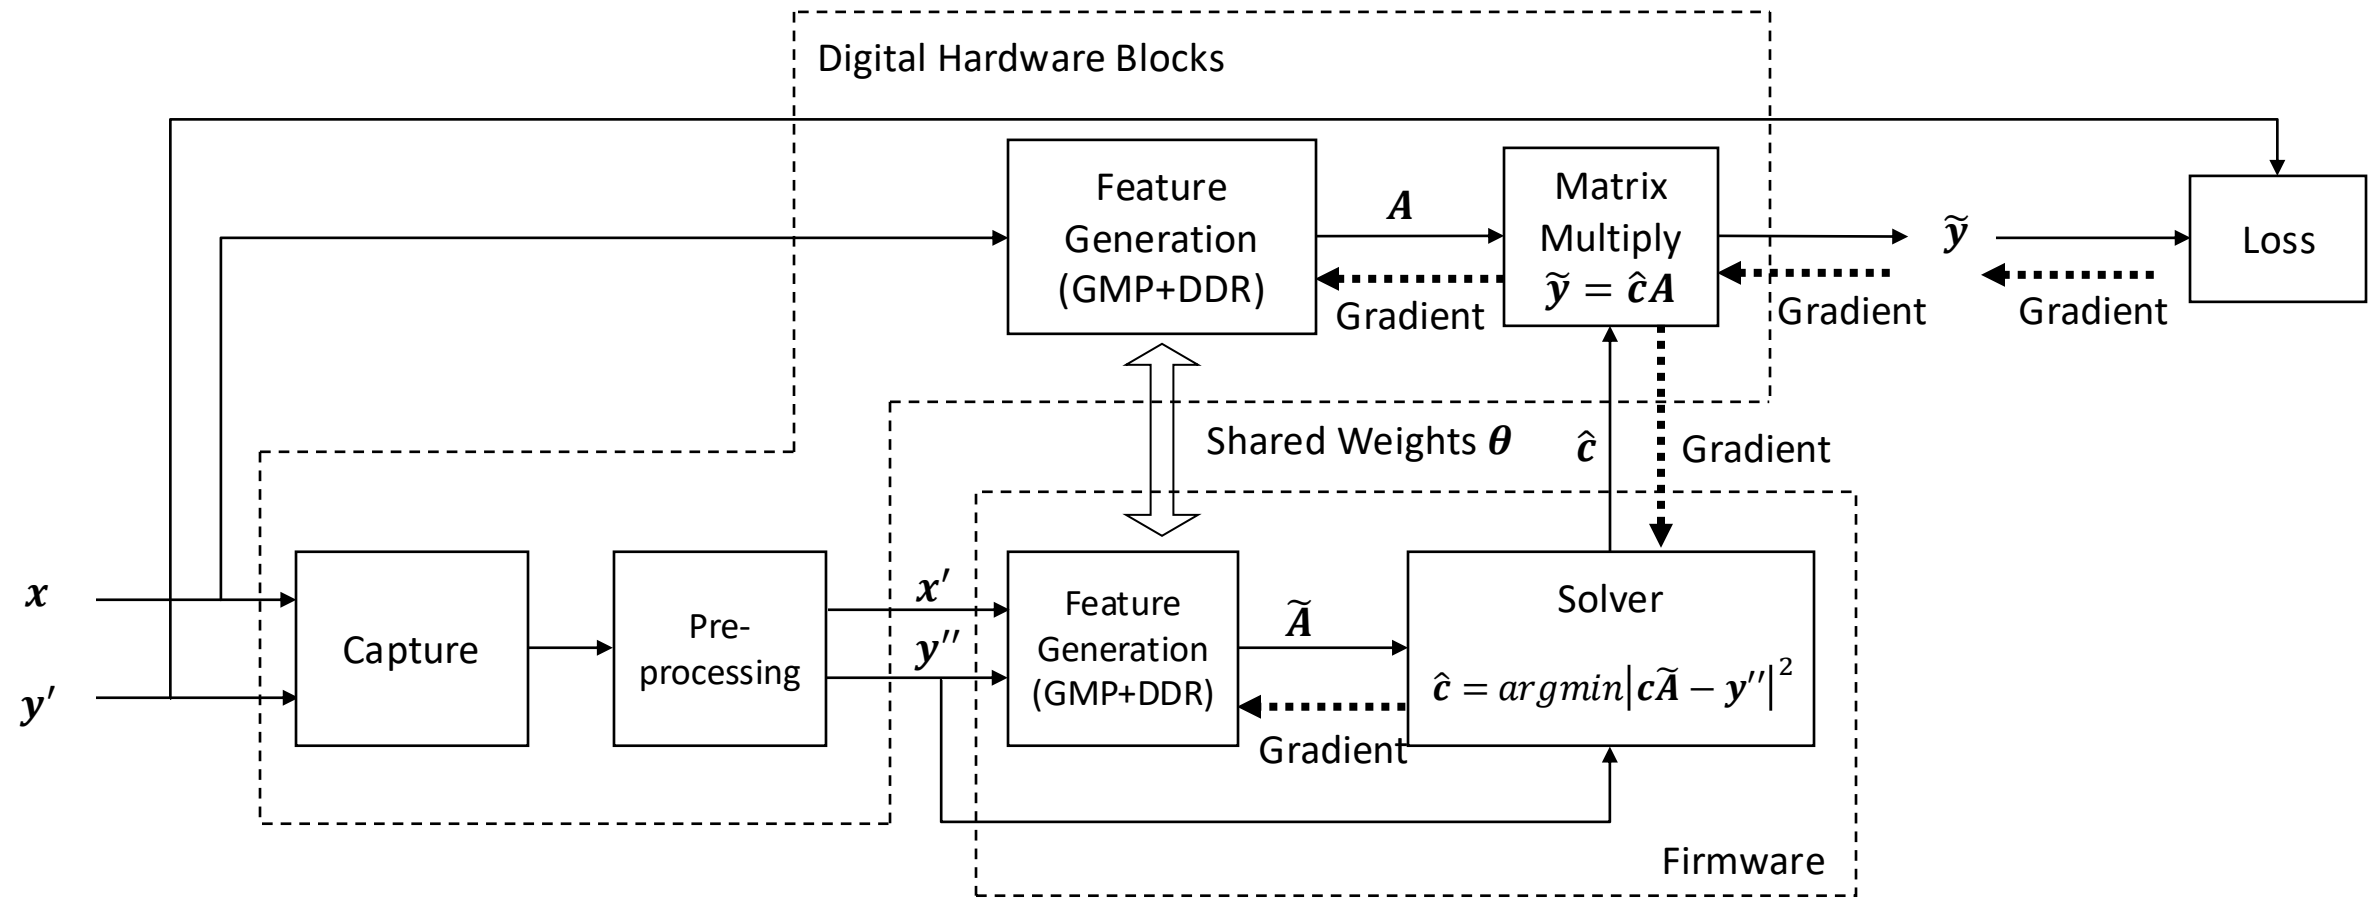 Digital Hardware Blocks
Feature
Generation
(GMP+DDR)
A
Gradient
Matrix
Multiply
ỹ = ĉA
Gradient
ỹ
Gradient
Loss
Shared Weights θ
ĉ
Gradient
x
y′
Capture
Pre-
processing
x′
y′′
Feature
Generation
(GMP+DDR)
Ã
Gradient
Solver
ĉ = argmin|cÃ − y′′|²
Firmware